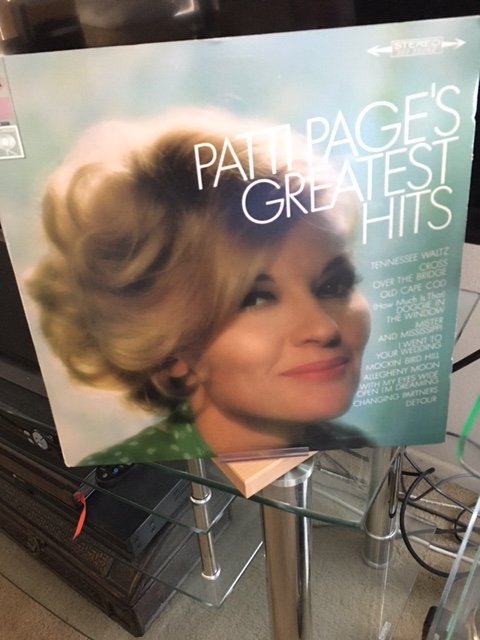 STEREO
PATTI PAGE'S
GREATEST
HITS
TENNESSEE WALTZ
CROSS
OVER THE BRIDGE
OLD CAPE COD
(How Much Is That)
DOGGIE IN
THE WINDOW
MISTER
AND MISSISSIPPI
I WENT TO
YOUR WEDDING
MOCKIN' BIRD HILL
ALLEGHENY MOON
WITH MY EYES WIDE
OPEN I'M DREAMING
CHANGING PARTNERS
DETOUR